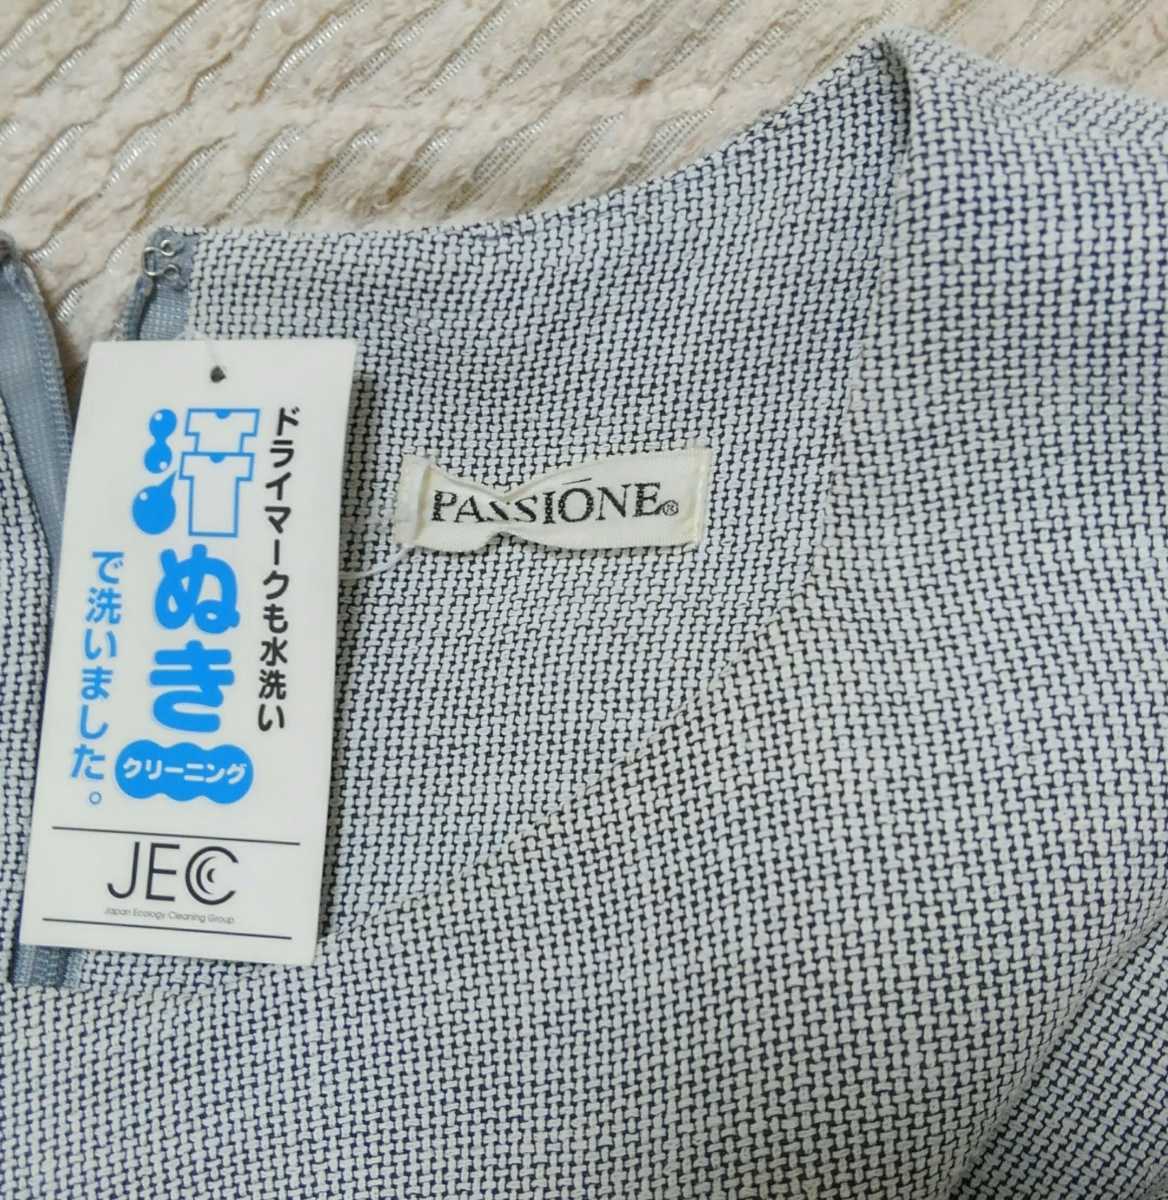 ドライマークも水洗い
汗ぬき
クリーニング
で洗いました。
JEC
Japan Ecology Cleaning Group
PASSIONE®